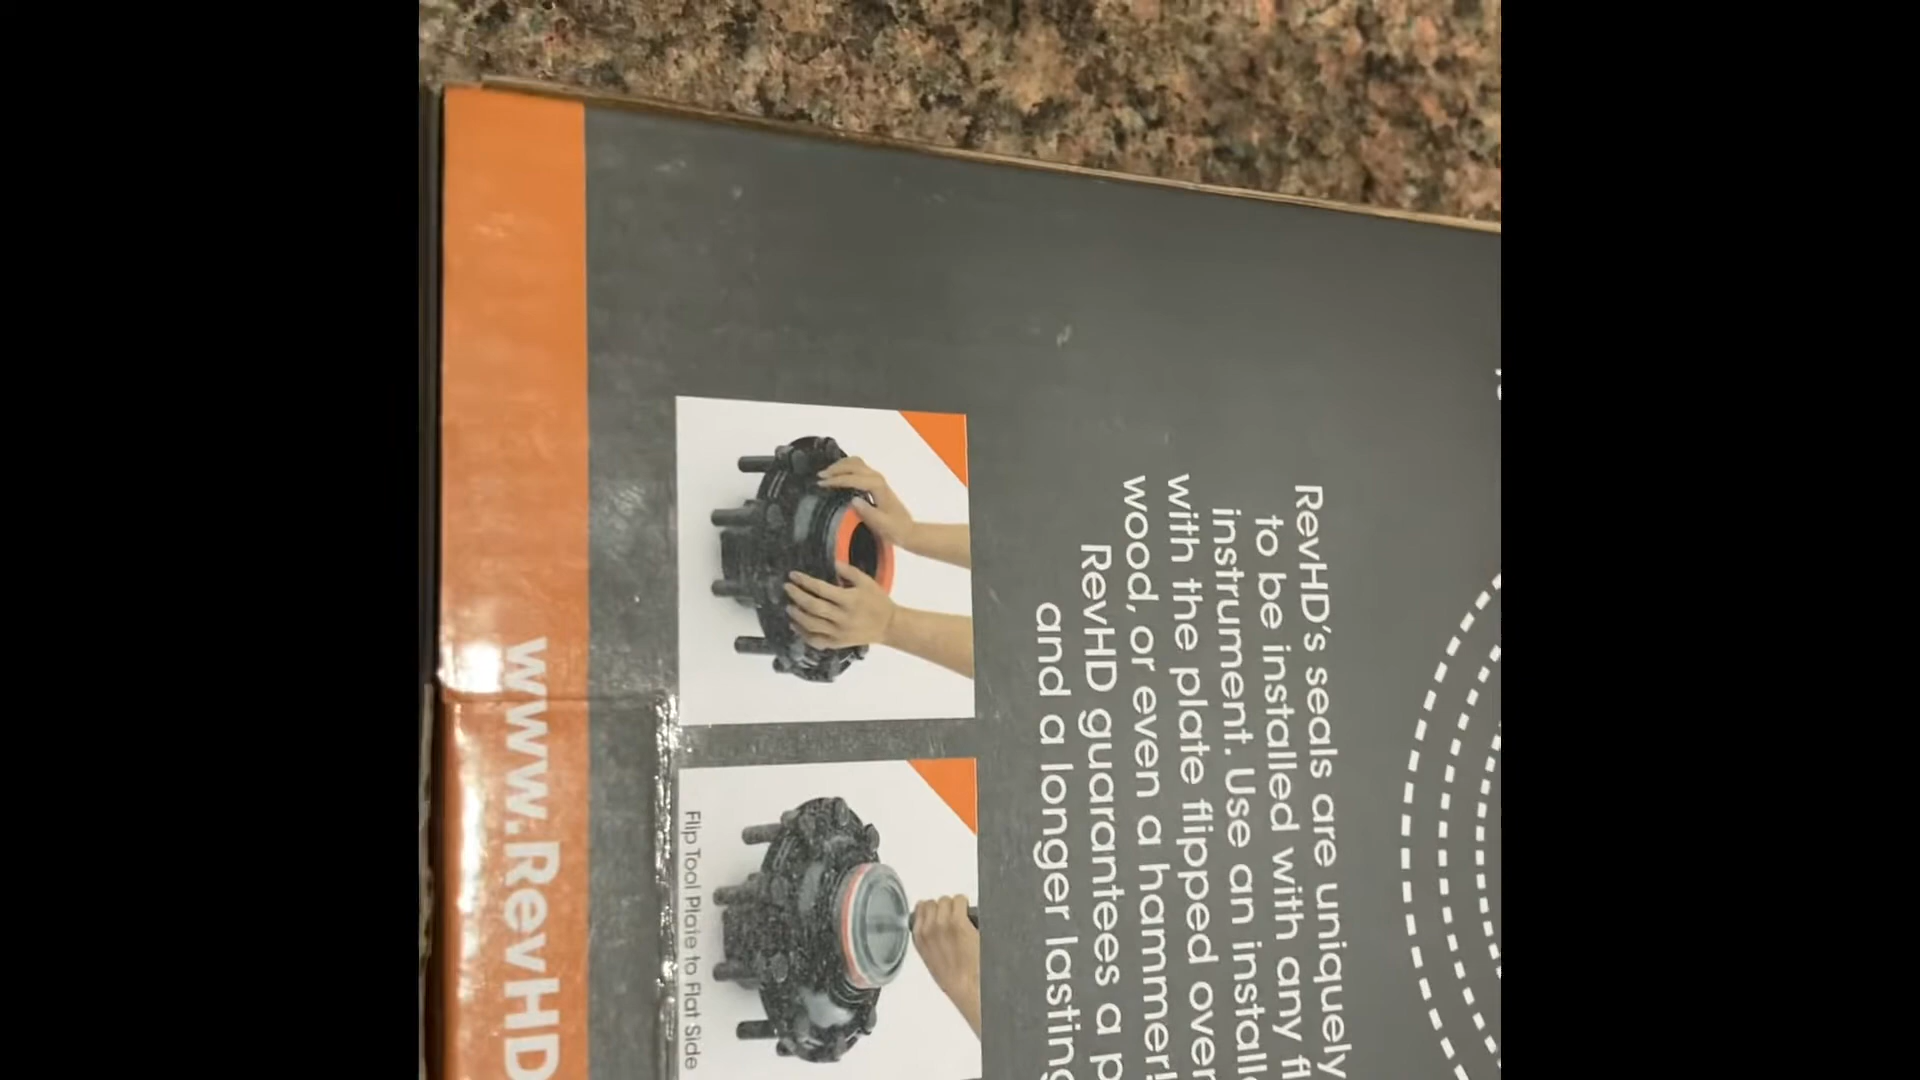 RevHD's seals are uniquely
to be installed with any
instrument. Use an
with the plate flipped over
wood, or even a hammer!
RevHD guarantees a
and a longer lasting
Flip Tool Plate to Flat Side
www.RevHD